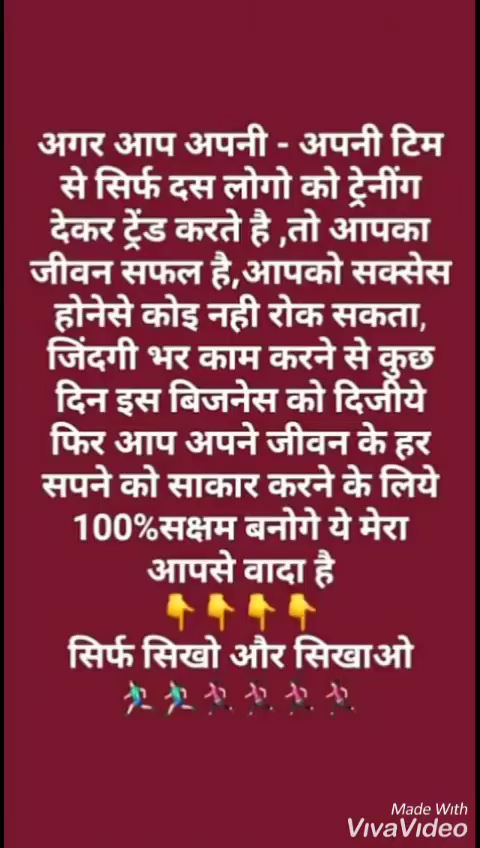 अगर आप अपनी - अपनी टिम
से सिर्फ दस लोगो को ट्रेनींग
देकर ट्रेंड करते है ,तो आपका
जीवन सफल है,आपको सक्सेस
होनेसे कोइ नही रोक सकता,
जिंदगी भर काम करने से कुछ
दिन इस बिजनेस को दिजीये
फिर आप अपने जीवन के हर
सपने को साकार करने के लिये
100%सक्षम बनोगे ये मेरा
आपसे वादा है
👇👇👇👇
सिर्फ सिखो और सिखाओ
Made With
VivaVideo